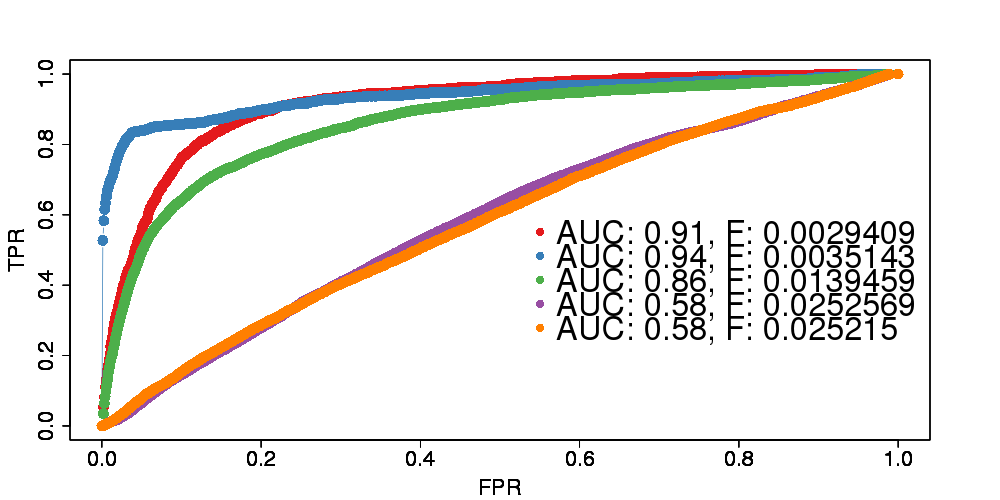 TPR
1.0
0.8
0.6
0.4
0.2
0.0
AUC: 0.91, F: 0.0029409
AUC: 0.94, F: 0.0035143
AUC: 0.86, F: 0.0139459
AUC: 0.58, F: 0.0252569
AUC: 0.58, F: 0.025215
0.0 0.2 0.4 0.6 0.8 1.0
FPR